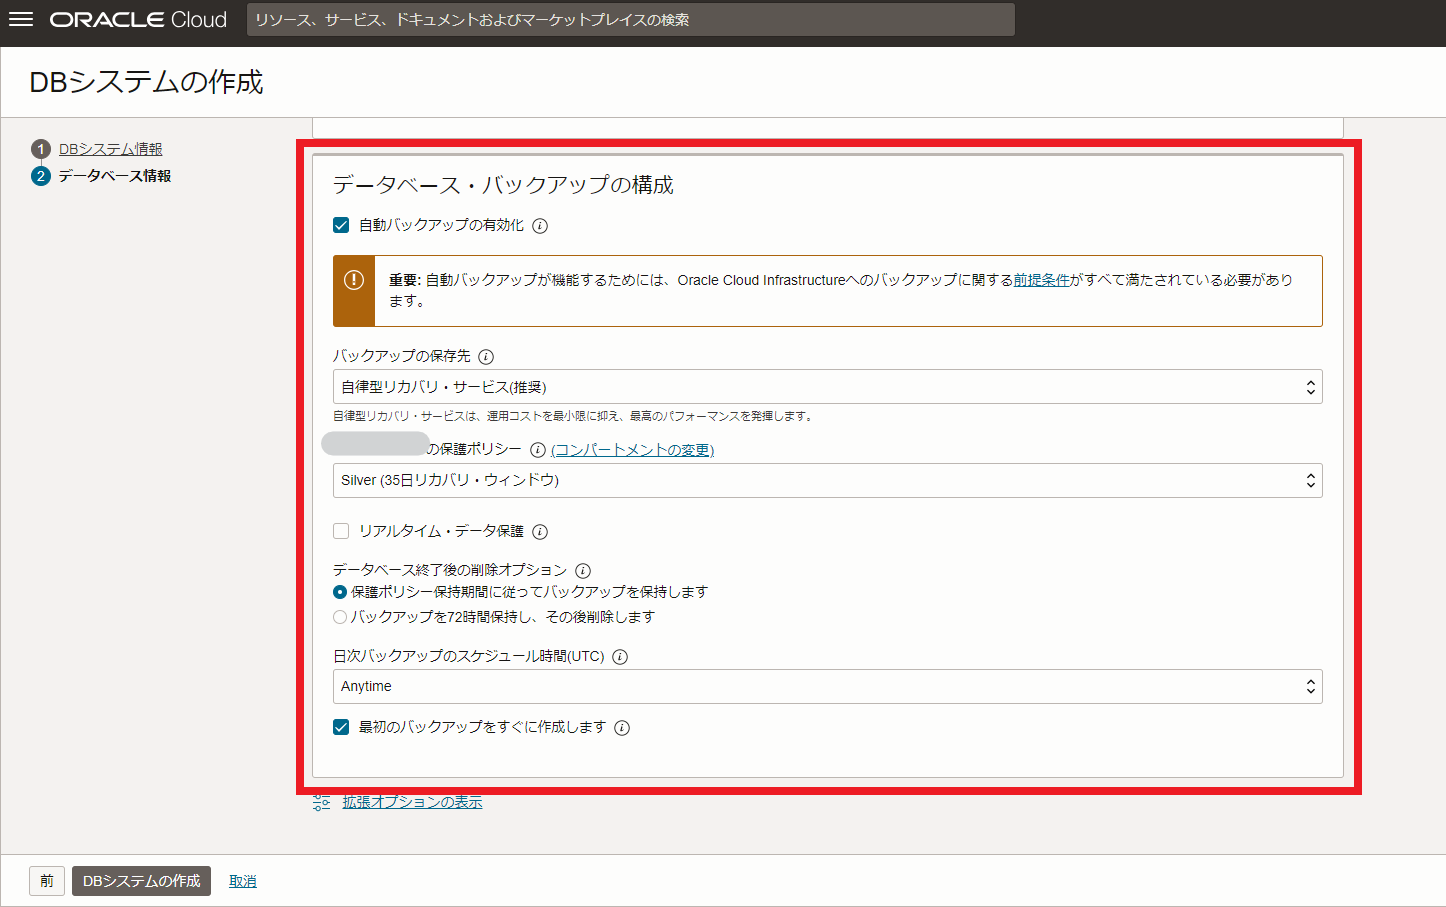 ORACLE Cloud
リソース、サービス、ドキュメントおよびマーケットプレイスの検索
DBシステムの作成
1 DBシステム情報
2 データベース情報
データベース・バックアップの構成
自動バックアップの有効化
重要: 自動バックアップが機能するためには、Oracle Cloud Infrastructureへのバックアップに関する前提条件がすべて満たされている必要があり
ます。
バックアップの保存先
自律型リカバリ・サービス(推奨)
自律型リカバリ・サービスは、運用コストを最小限に抑え、最高のパフォーマンスを発揮します。
の保護ポリシー (コンパートメントの変更)
Silver (35日リカバリ・ウィンドウ)
リアルタイム・データ保護
データベース終了後の削除オプション
保護ポリシー保持期間に従ってバックアップを保持します
バックアップを72時間保持し、その後削除します
日次バックアップのスケジュール時間(UTC)
Anytime
最初のバックアップをすぐに作成します
拡張オプションの表示
前 DBシステムの作成 取消